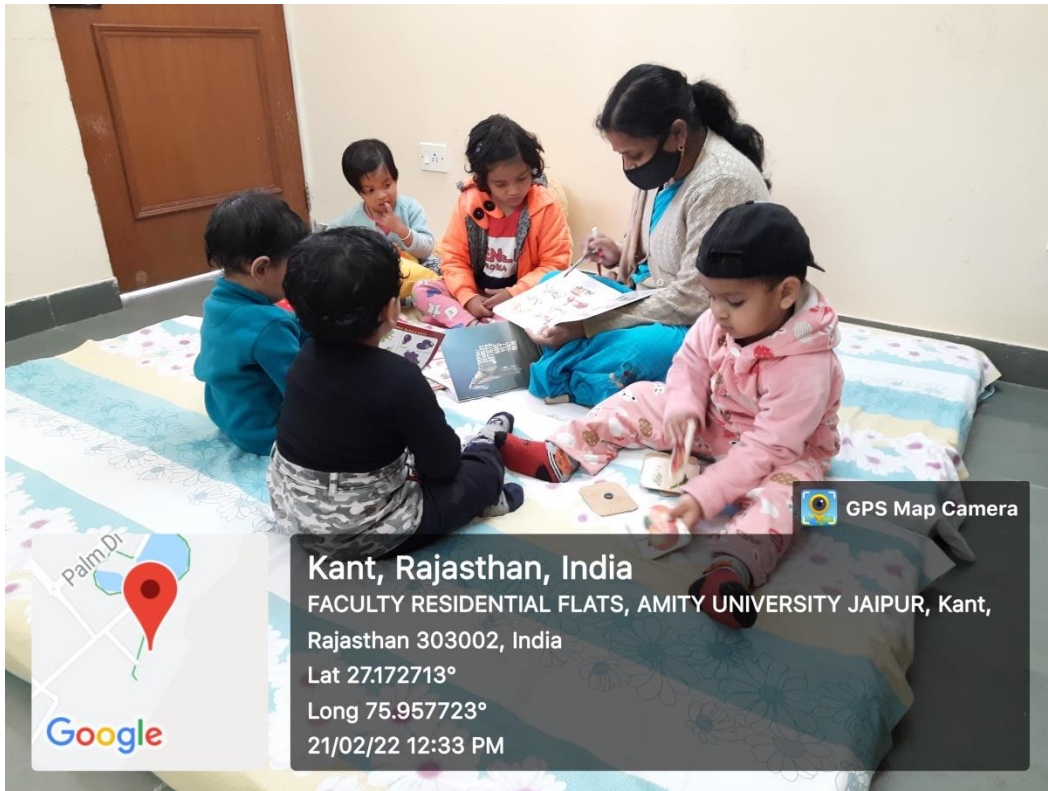 GPS Map Camera
Palm Dr
Google
Kant, Rajasthan, India
FACULTY RESIDENTIAL FLATS, AMITY UNIVERSITY JAIPUR, Kant,
Rajasthan 303002, India
Lat 27.172713°
Long 75.957723°
21/02/22 12:33 PM